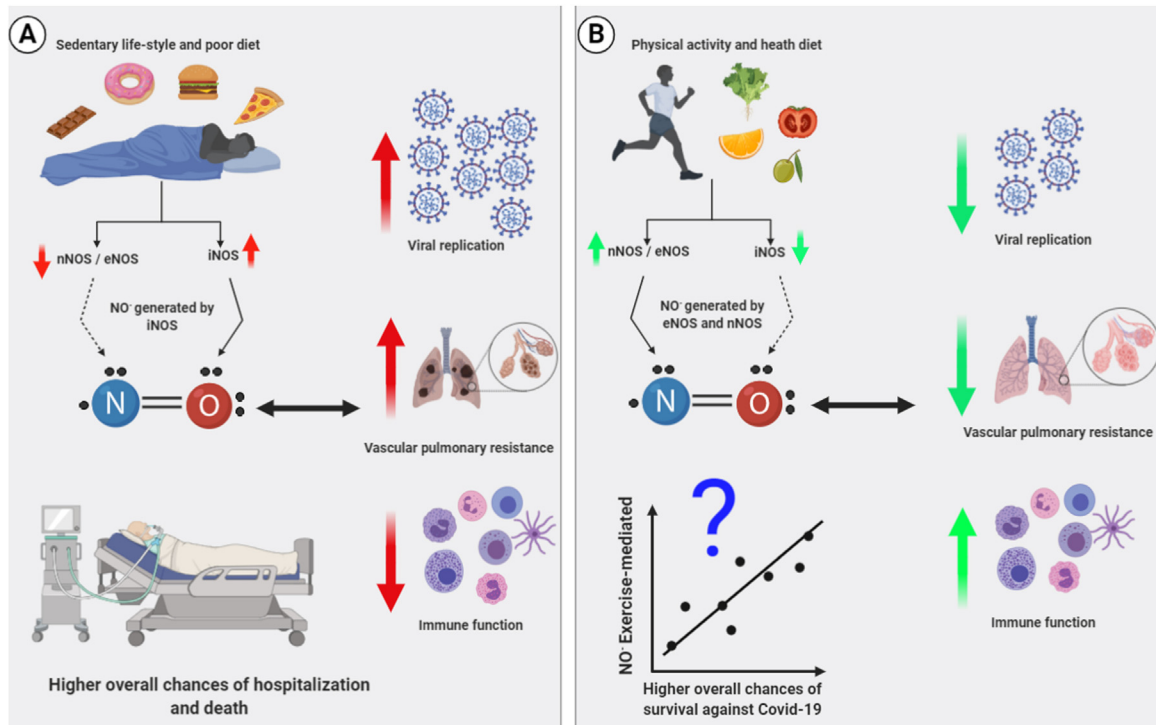 A
Sedentary life-style and poor diet
nNOS / eNOS
iNOS
NO· generated by
iNOS
N
O
Viral replication
Vascular pulmonary resistance
Immune function
Higher overall chances of hospitalization
and death
B
Physical activity and heath diet
nNOS / eNOS
iNOS
NO· generated by
eNOS and nNOS
N
O
Viral replication
Vascular pulmonary resistance
Immune function
?
NO· Exercise-mediated
Higher overall chances of
survival against Covid-19